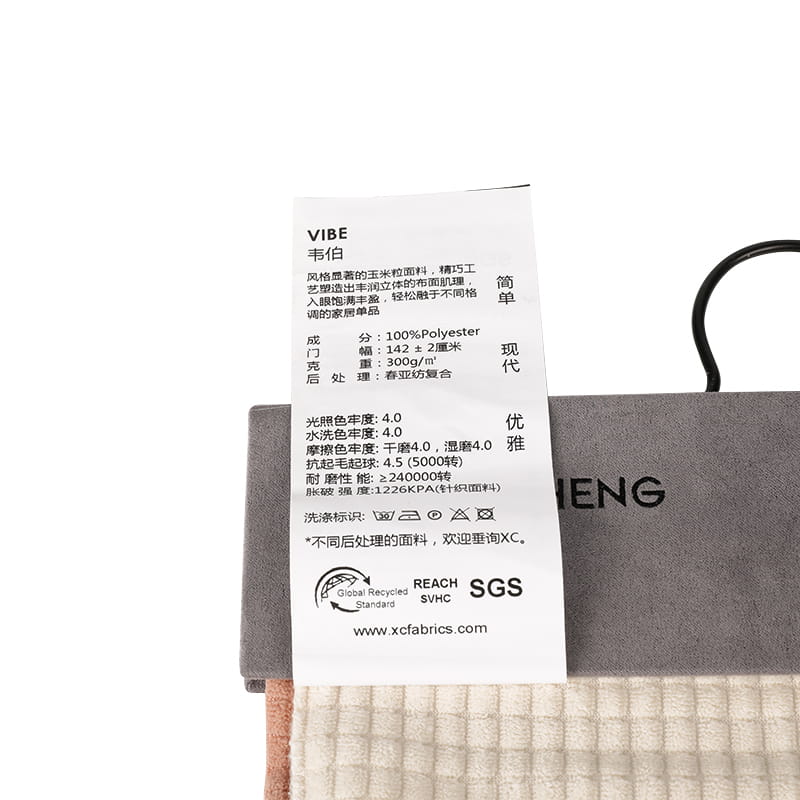 VIBE
韦伯
风格显著的玉米粒面料，精巧工
艺塑造出丰润立体的布面肌理，
入眼饱满丰盈，轻松融于不同格
调的家居单品
简单
成 分：100%Polyester
门 幅：142 ± 2厘米
克 重：300g/㎡
后 处 理：春亚纺复合
现代
光照色牢度: 4.0
水洗色牢度: 4.0
摩擦色牢度: 干磨4.0，湿磨4.0
抗起毛起球: 4.5 (5000转)
耐 磨 性 能: ≥240000转
胀破 强 度:1226KPA(针织面料)
优雅
洗涤标识: 30 P
*不同后处理的面料，欢迎垂询XC。
Global Recycled
Standard
REACH
SVHC
SGS
www.xcfabrics.com
HENG